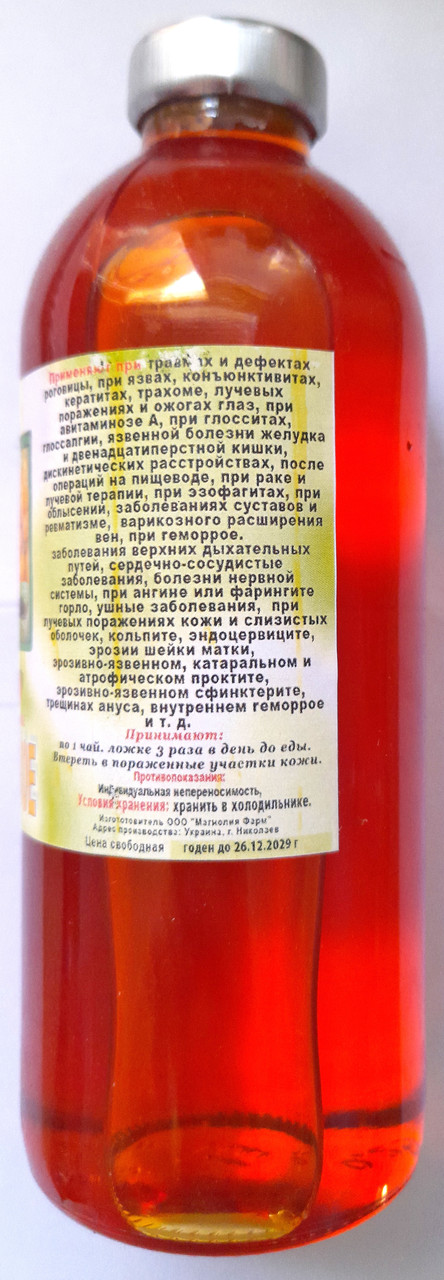 Применяют при травмах и дефектах
роговицы, при язвах, конъюнктивитах,
кератитах, трахоме, лучевых
поражениях и ожогах глаз, при
авитаминозе А, при глосситах,
глоссалгии, язвенной болезни желудка
и двенадцатиперстной кишки,
дискинетических расстройствах, после
операций на пищеводе, при раке и
лучевой терапии, при эзофагитах, при
облысений, заболеваниях суставов и
ревматизме, варикозного расширения
вен, при геморрое.
заболевания верхних дыхательных
путей, сердечно-сосудистые
заболевания, болезни нервной
системы, при ангине или фарингите
горло, ушные заболевания, при
лучевых поражениях кожи и слизистых
оболочек, кольпите, эндоцервиците,
эрозии шейки матки,
эрозивно-язвенном, катаральном и
атрофическом проктите,
эрозивно-язвенном сфинктерите,
трещинах ануса, внутреннем геморрое
и т. д.
Принимают:
по 1 чай. ложке 3 раза в день до еды.
Втереть в пораженные участки кожи.
Противопоказания:
Индивидуальная непереносимость,
Условия хранения: хранить в холодильнике.
Изготовитель ООО "Магнолия Фарм"
Адрес производства: Украина, г. Николаев
Цена свободная годен до 26.12.2029 г